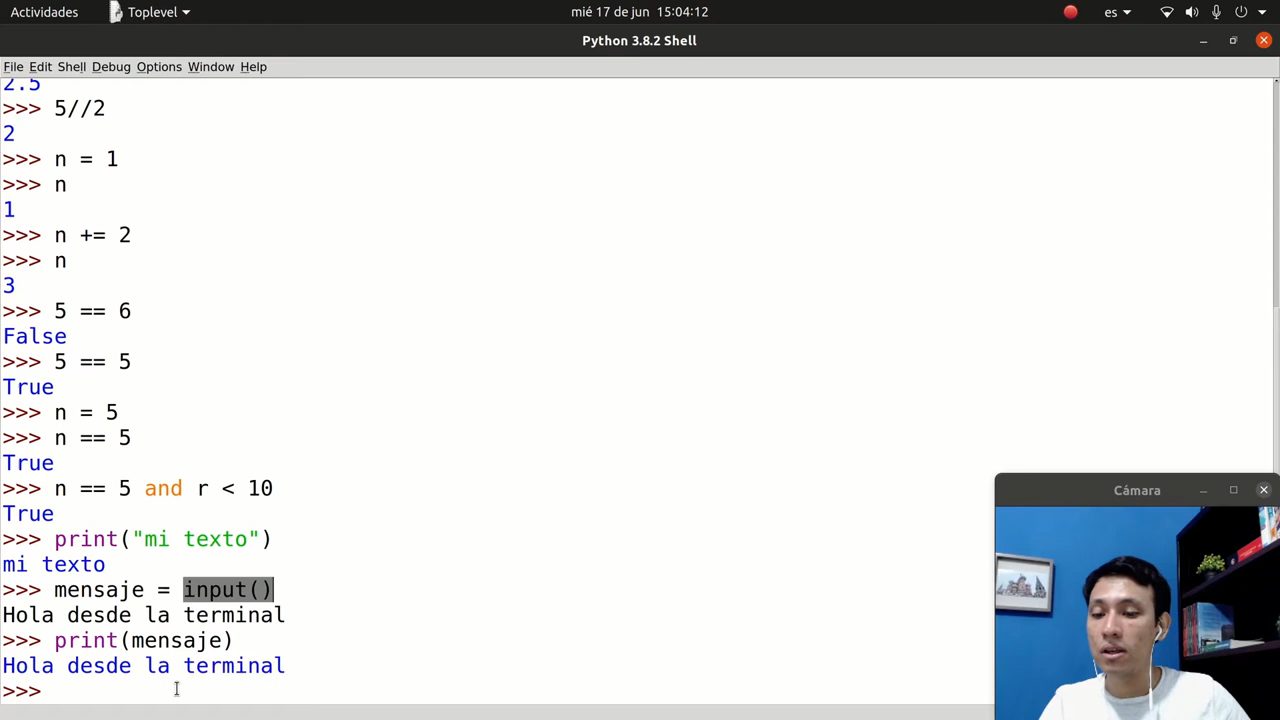 Actividades Toplevel mié 17 de jun 15:04:12 es
Python 3.8.2 Shell
File Edit Shell Debug Options Window Help
2.5
>>> 5//2
2
>>> n = 1
>>> n
1
>>> n += 2
>>> n
3
>>> 5 == 6
False
>>> 5 == 5
True
>>> n = 5
>>> n == 5
True
>>> n == 5 and r < 10
True
>>> print("mi texto")
mi texto
>>> mensaje = input()
Hola desde la terminal
>>> print(mensaje)
Hola desde la terminal
>>>
Cámara